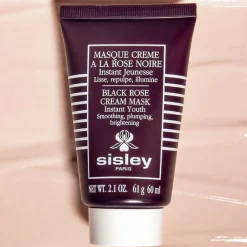 MASQUE CREME
A LA ROSE NOIRE
Instant Jeunesse
Lisse, repulpe, illumine
BLACK ROSE
CREAM MASK
Instant Youth
Smoothing, plumping,
brightening
sisley
PARIS
NET WT. 2.1 OZ. 61 g 60 ml